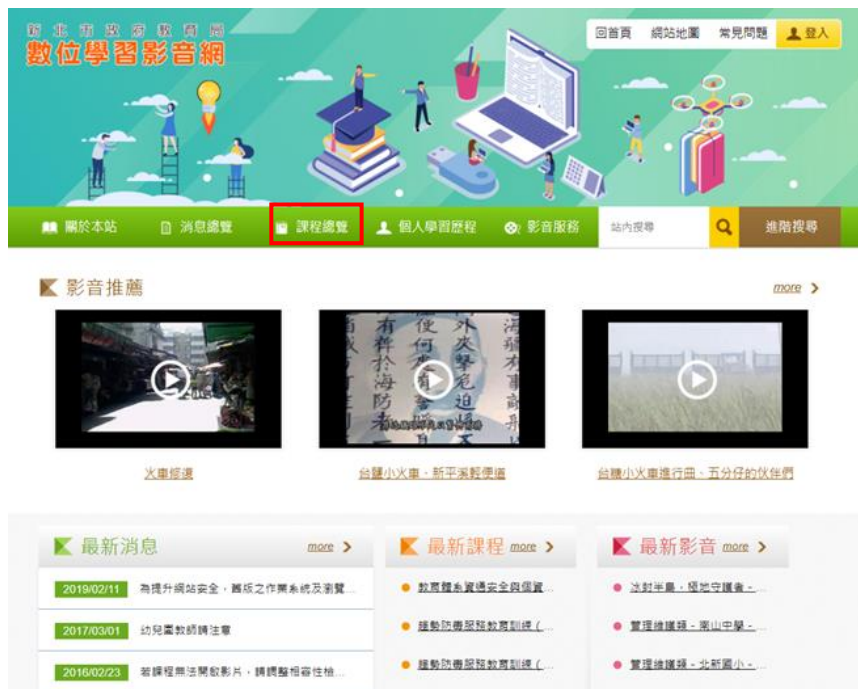 新北市政府教育局
數位學習影音網
回首頁 網站地圖 常見問題 登入
關於本站 消息總覽 課程總覽 個人學習歷程 影音服務 站內搜尋 進階搜尋
影音推薦 more
火車修護
台鹽小火車、新平溪輕便道
台糖小火車進行曲、五分仔的伙伴們
最新消息 more
2019/02/11 為提升網站安全，舊版之作業系統及瀏覽...
2017/03/01 幼兒園教師請注意
2016/02/23 若課程無法開啟影片，請調整相容性檢...
最新課程 more
教育體系資通安全與個資...
趨勢防毒服務教育訓練（...
趨勢防毒服務教育訓練（...
最新影音 more
冰封半島，極地守護者 - ...
管理維護類 - 南山中學 - ...
管理維護類 - 北新國小 - ...